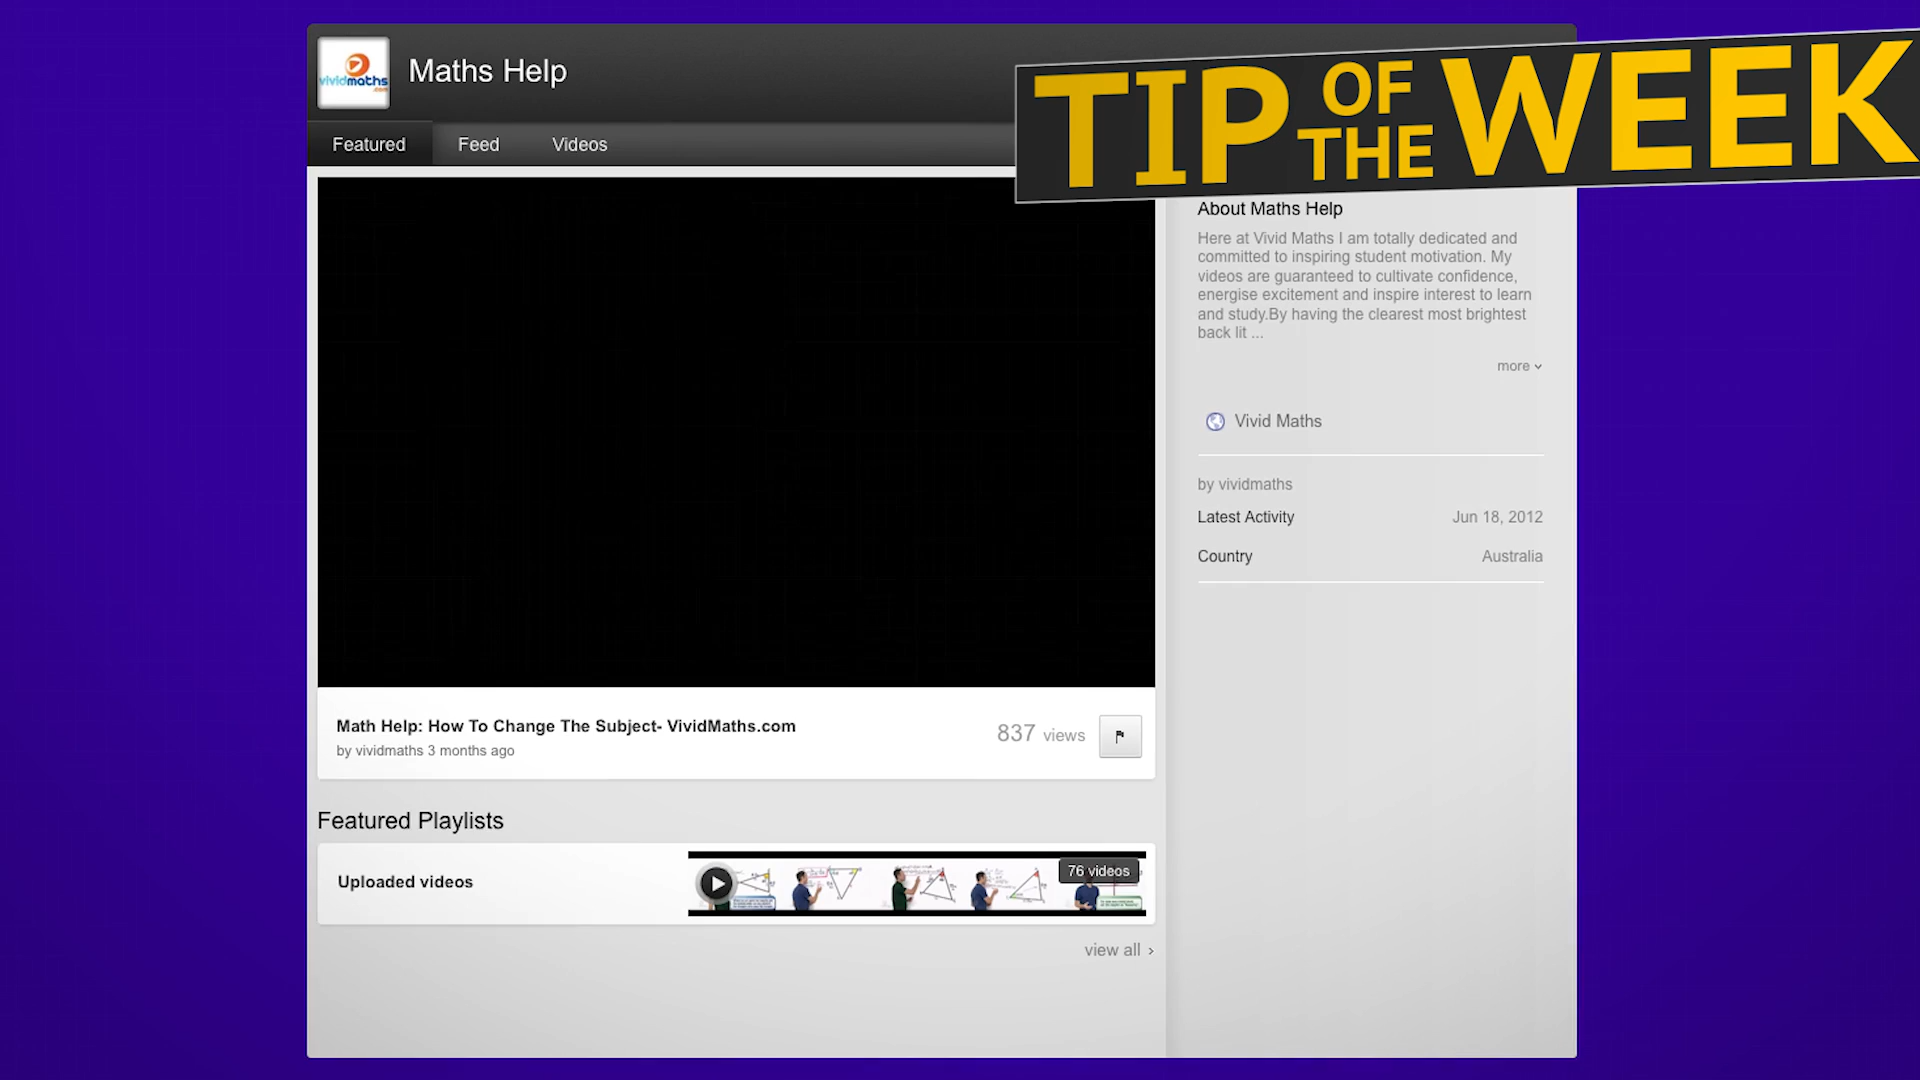 vividmaths
.com
Maths Help
TIP OF THE WEEK
Featured
Feed
Videos
About Maths Help
Here at Vivid Maths I am totally dedicated and
committed to inspiring student motivation. My
videos are guaranteed to cultivate confidence,
energise excitement and inspire interest to learn
and study.By having the clearest most brightest
back lit ...
more
Vivid Maths
by vividmaths
Latest Activity Jun 18, 2012
Country Australia
Math Help: How To Change The Subject- VividMaths.com
by vividmaths 3 months ago
837 views
Featured Playlists
Uploaded videos
76 videos
view all ›